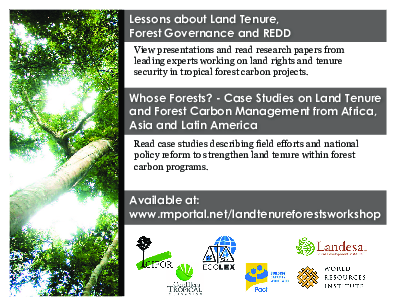 Lessons about Land Tenure,
Forest Governance and REDD
View presentations and read research papers from
leading experts working on land rights and tenure
security in tropical forest carbon projects.
Whose Forests? - Case Studies on Land Tenure
and Forest Carbon Management from Africa,
Asia and Latin America
Read case studies describing field efforts and national
policy reform to strengthen land tenure within forest
carbon programs.
Available at:
www.rmportal.net/landtenureforestsworkshop
CIFOR
TROPICAL
ECOLEX
Pact
Landesa
WORLD
RESOURCES
INSTITUTE